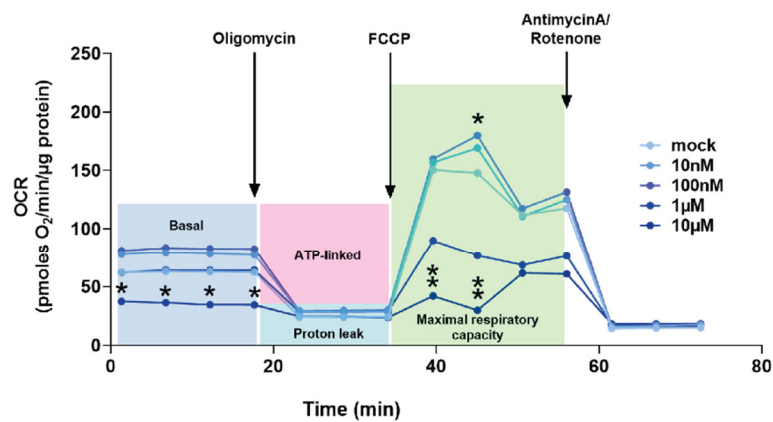 Oligomycin
FCCP
AntimycinA/
Rotenone
250
200
150
100
50
0
OCR
(pmoles O₂/min/μg protein)
Basal
ATP-linked
Proton leak
Maximal respiratory
capacity
*
* * * *
** **
mock
10nM
100nM
1μM
10μM
0 20 40 60 80
Time (min)